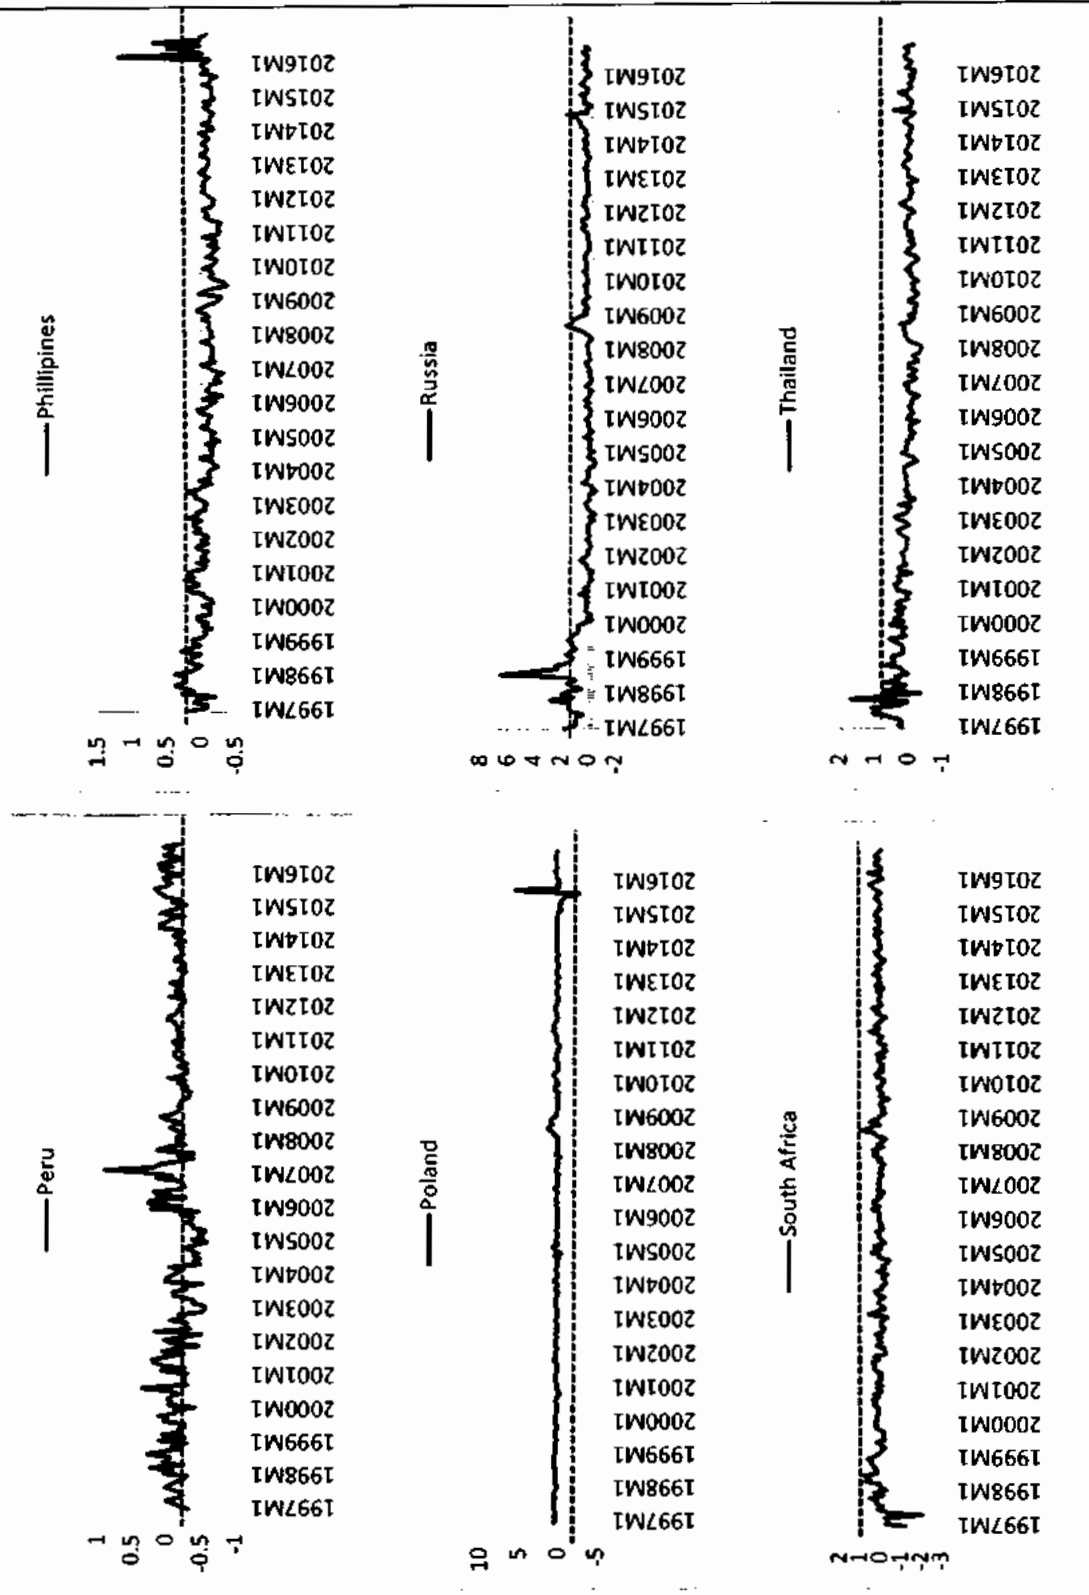 Peru
1
0.5
0
-0.5
-1
1997M1
1998M1
1999M1
2000M1
2001M1
2002M1
2003M1
2004M1
2005M1
2006M1
2007M1
2008M1
2009M1
2010M1
2011M1
2012M1
2013M1
2014M1
2015M1
2016M1
Phillipines
1.5
1
0.5
0
-0.5
1997M1
1998M1
1999M1
2000M1
2001M1
2002M1
2003M1
2004M1
2005M1
2006M1
2007M1
2008M1
2009M1
2010M1
2011M1
2012M1
2013M1
2014M1
2015M1
2016M1
Poland
10
5
0
-5
1997M1
1998M1
1999M1
2000M1
2001M1
2002M1
2003M1
2004M1
2005M1
2006M1
2007M1
2008M1
2009M1
2010M1
2011M1
2012M1
2013M1
2014M1
2015M1
2016M1
Russia
8
6
4
2
0
-2
1997M1
1998M1
1999M1
2000M1
2001M1
2002M1
2003M1
2004M1
2005M1
2006M1
2007M1
2008M1
2009M1
2010M1
2011M1
2012M1
2013M1
2014M1
2015M1
2016M1
South Africa
2
1
0
-1
-2
-3
1997M1
1998M1
1999M1
2000M1
2001M1
2002M1
2003M1
2004M1
2005M1
2006M1
2007M1
2008M1
2009M1
2010M1
2011M1
2012M1
2013M1
2014M1
2015M1
2016M1
Thailand
2
1
0
-1
1997M1
1998M1
1999M1
2000M1
2001M1
2002M1
2003M1
2004M1
2005M1
2006M1
2007M1
2008M1
2009M1
2010M1
2011M1
2012M1
2013M1
2014M1
2015M1
2016M1